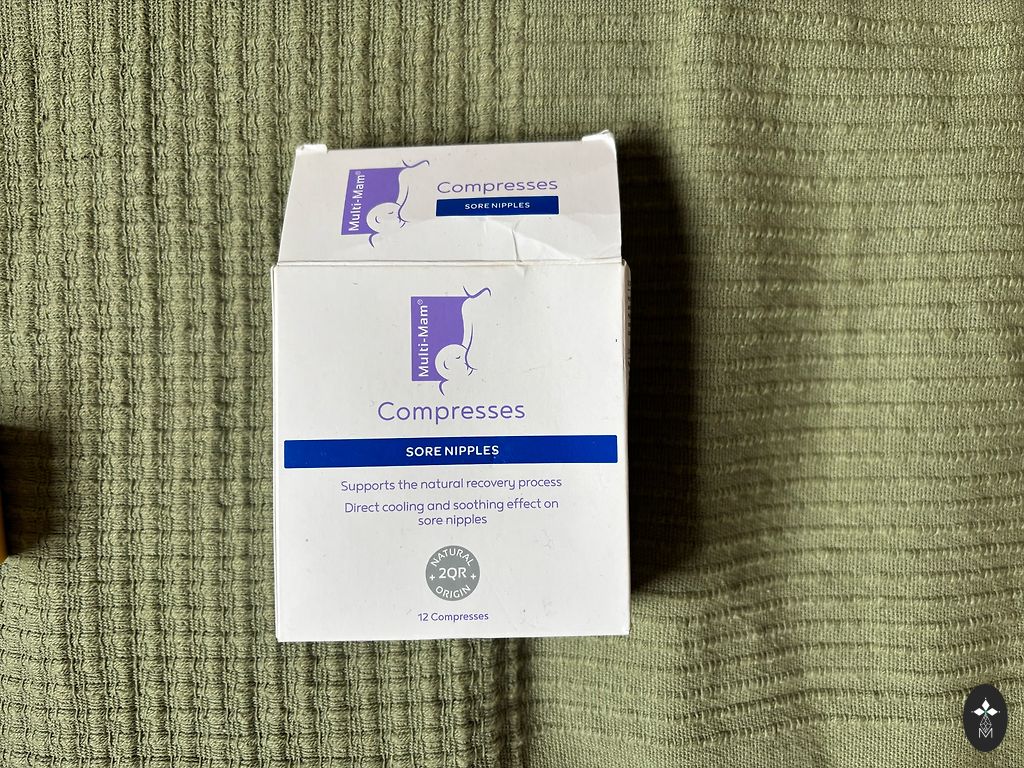 Multi-Mam®
Compresses
SORE NIPPLES
Multi-Mam®
Compresses
SORE NIPPLES
Supports the natural recovery process
Direct cooling and soothing effect on
sore nipples
NATURAL
+ 2QR +
ORIGIN
12 Compresses
M